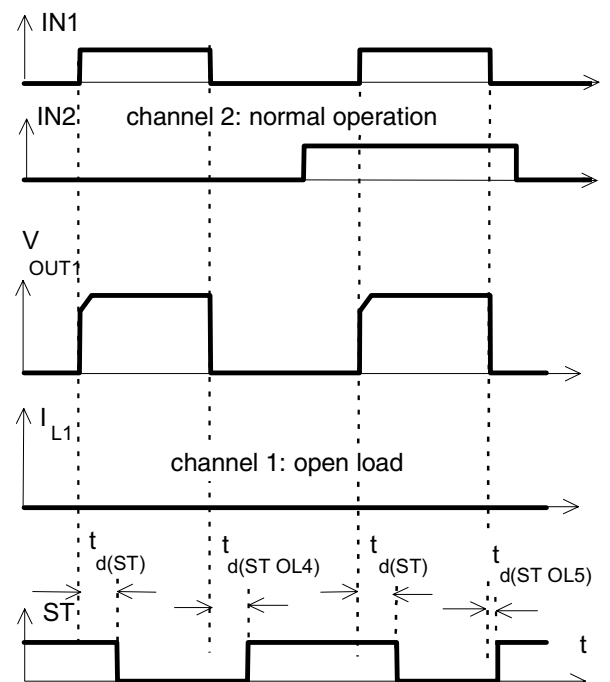 IN1
IN2
channel 2: normal operation
V
OUT1
I
L1
channel 1: open load
t
d(ST)
t
d(ST OL4)
t
d(ST)
t
d(ST OL5)
ST
t